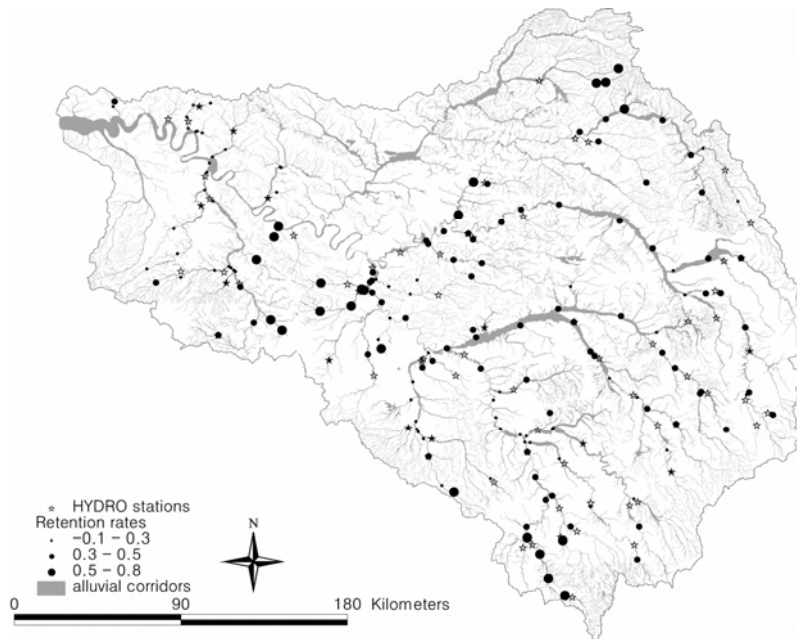 HYDRO stations
Retention rates
−0.1 – 0.3
0.3 – 0.5
0.5 – 0.8
alluvial corridors
N
0 90 180 Kilometers